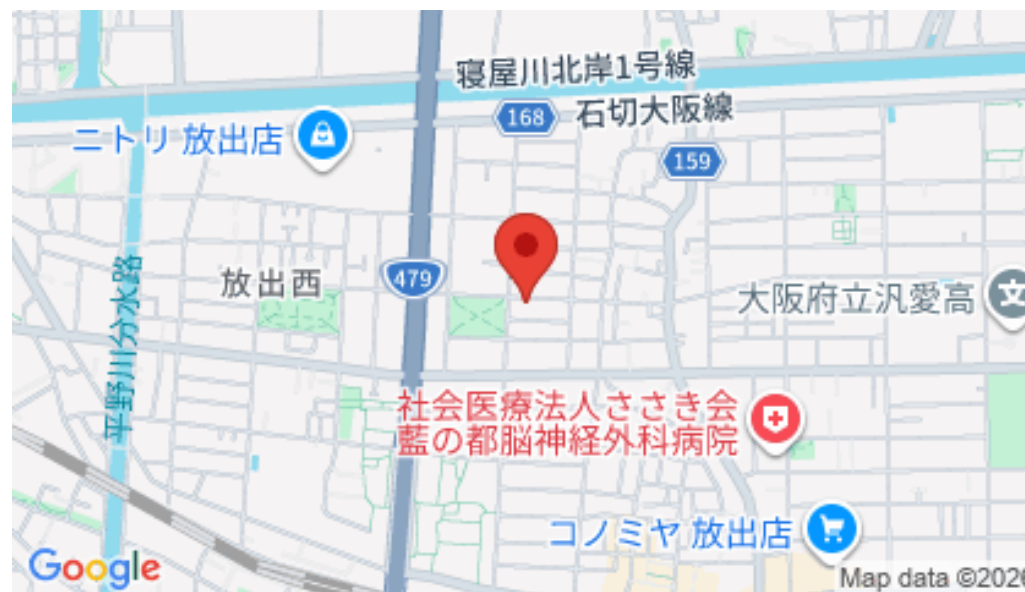 寝屋川北岸1号線
168
石切大阪線
ニトリ 放出店
159
放出西
479
平野川分水路
大阪府立汎愛高
文
社会医療法人ささき会
藍の都脳神経外科病院
コノミヤ 放出店
Google
Map data ©2026